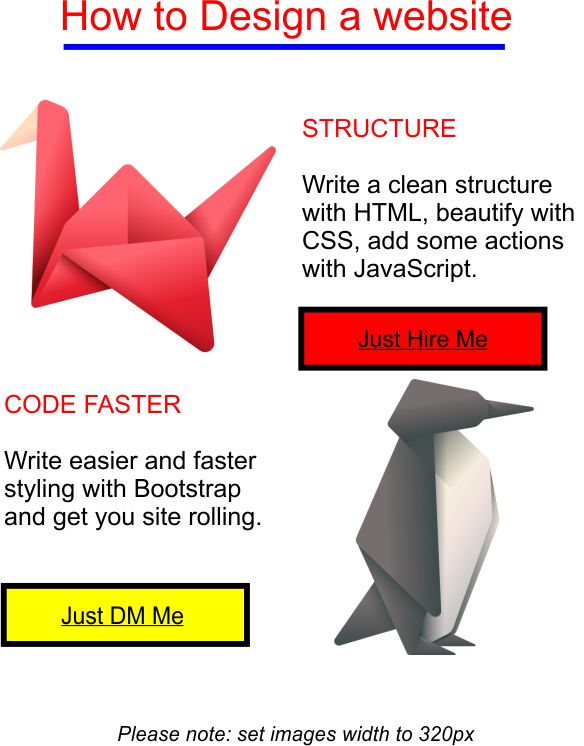 How to Design a website
STRUCTURE
Write a clean structure
with HTML, beautify with
CSS, add some actions
with JavaScript.
Just Hire Me
CODE FASTER
Write easier and faster
styling with Bootstrap
and get you site rolling.
Just DM Me
Please note: set images width to 320px